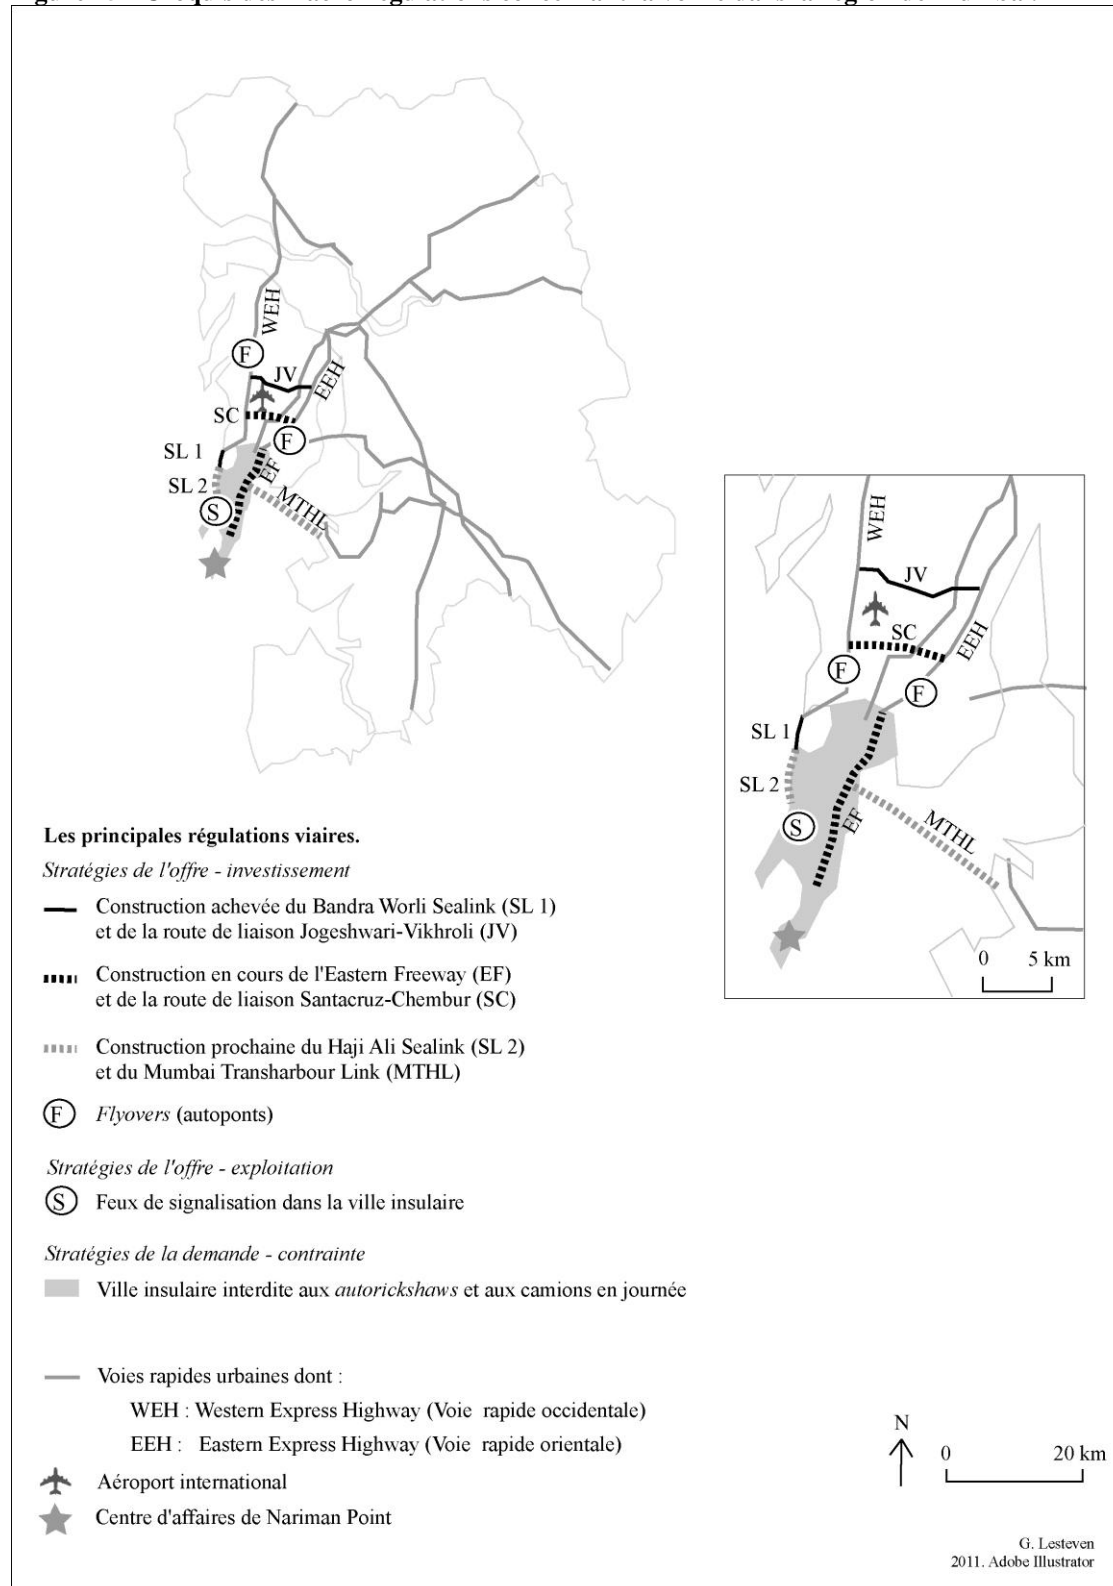 WEH
F
JV
EEH
SC
F
SL 1
EF
SL 2
MTHL
S
WEH
JV
SC
EEH
F
F
SL 1
SL 2
MTHL
S
EF
0 5 km
Les principales régulations viaires.
Stratégies de l'offre - investissement
Construction achevée du Bandra Worli Sealink (SL 1)
et de la route de liaison Jogeshwari-Vikhroli (JV)
Construction en cours de l'Eastern Freeway (EF)
et de la route de liaison Santacruz-Chembur (SC)
Construction prochaine du Haji Ali Sealink (SL 2)
et du Mumbai Transharbour Link (MTHL)
F Flyovers (autoponts)
Stratégies de l'offre - exploitation
S Feux de signalisation dans la ville insulaire
Stratégies de la demande - contrainte
Ville insulaire interdite aux autorickshaws et aux camions en journée
Voies rapides urbaines dont :
WEH : Western Express Highway (Voie rapide occidentale)
EEH : Eastern Express Highway (Voie rapide orientale)
Aéroport international
Centre d'affaires de Nariman Point
N
0 20 km
G. Lesteven
2011. Adobe Illustrator